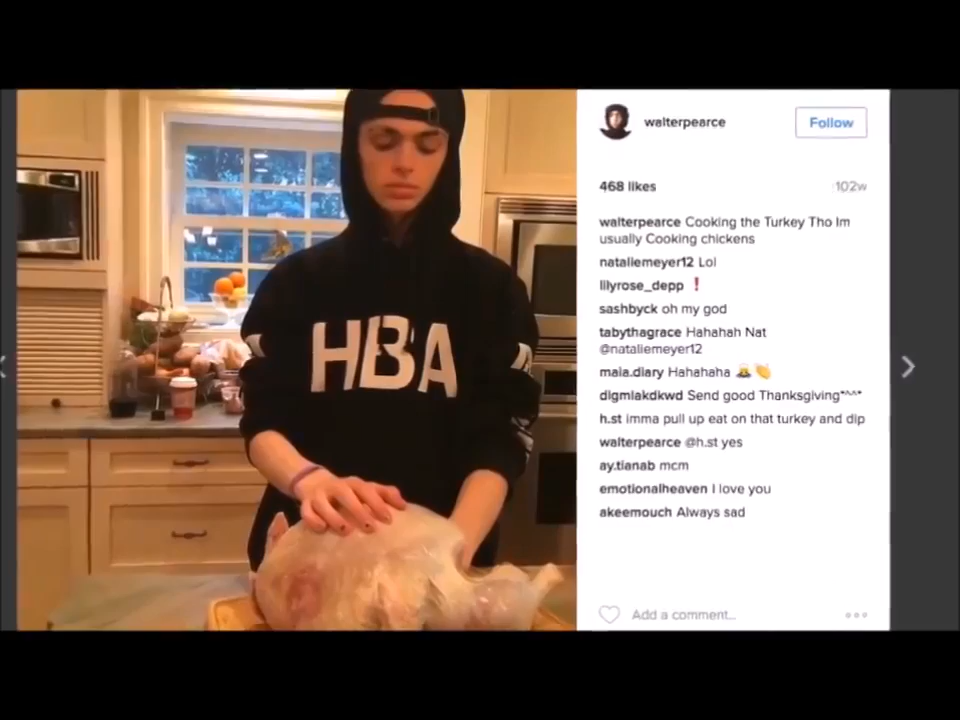 HBA
walterpearce
Follow
468 likes
102w
walterpearce Cooking the Turkey Tho Im
usually Cooking chickens
nataliemeyer12 Lol
lilyrose_depp ❗
sashbyck oh my god
tabythagrace Hahahah Nat
@nataliemeyer12
maia.diary Hahahaha 🙇👏
digmlakdkwd Send good Thanksgiving*^^^*
h.st imma pull up eat on that turkey and dip
walterpearce @h.st yes
ay.tianab mcm
emotionalheaven I love you
akeemouch Always sad
Add a comment...